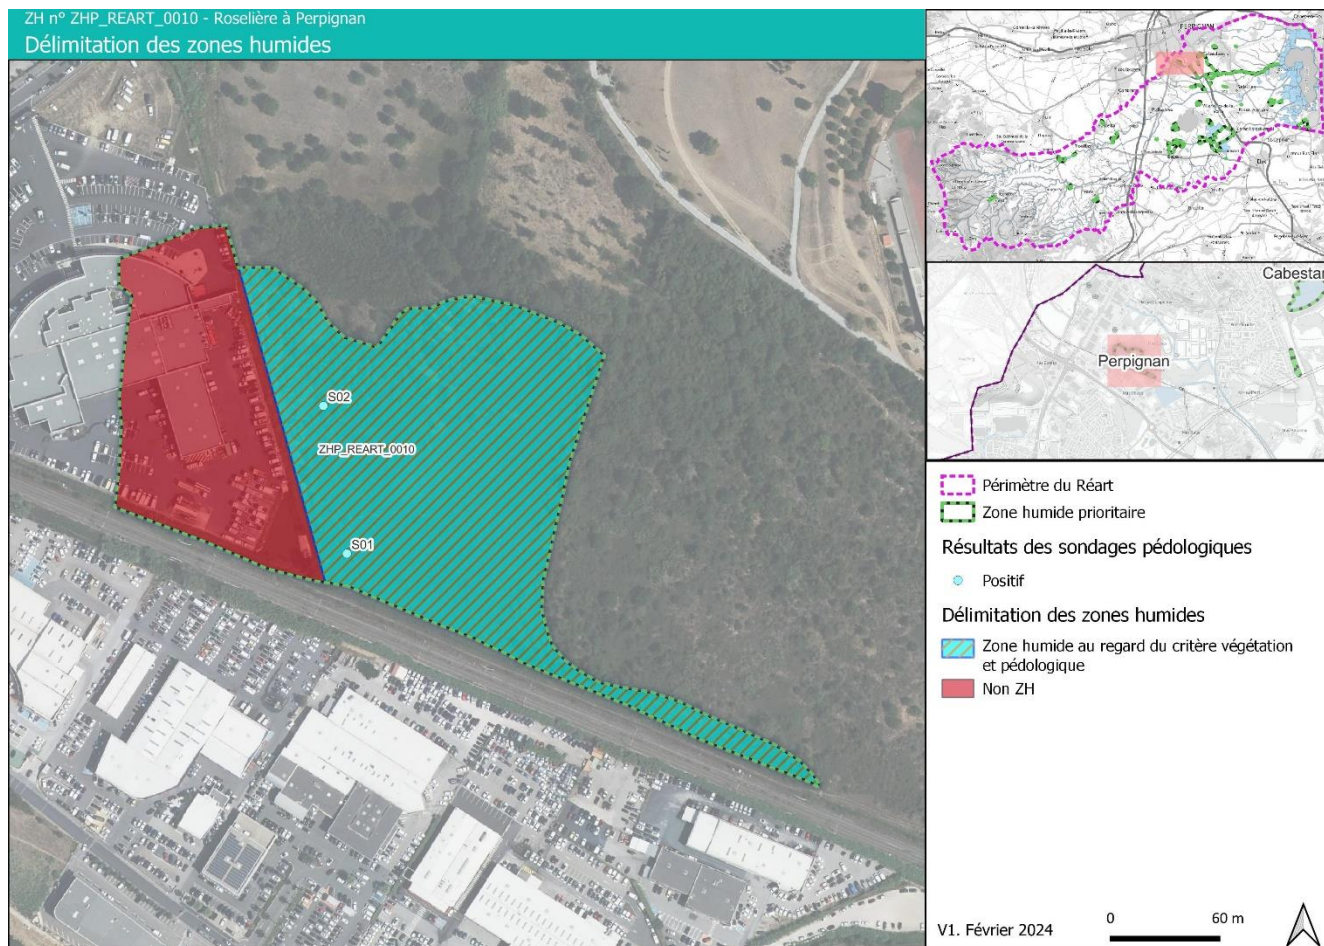 ZH n° ZHP_REART_0010 - Roselière à Perpignan
Délimitation des zones humides
S02
ZHP_REART_0010
S01
PERPIGNAN
Elne
Cabestan
Perpignan
Périmètre du Réart
Zone humide prioritaire
Résultats des sondages pédologiques
Positif
Délimitation des zones humides
Zone humide au regard du critère végétation
et pédologique
Non ZH
V1. Février 2024
0
60 m